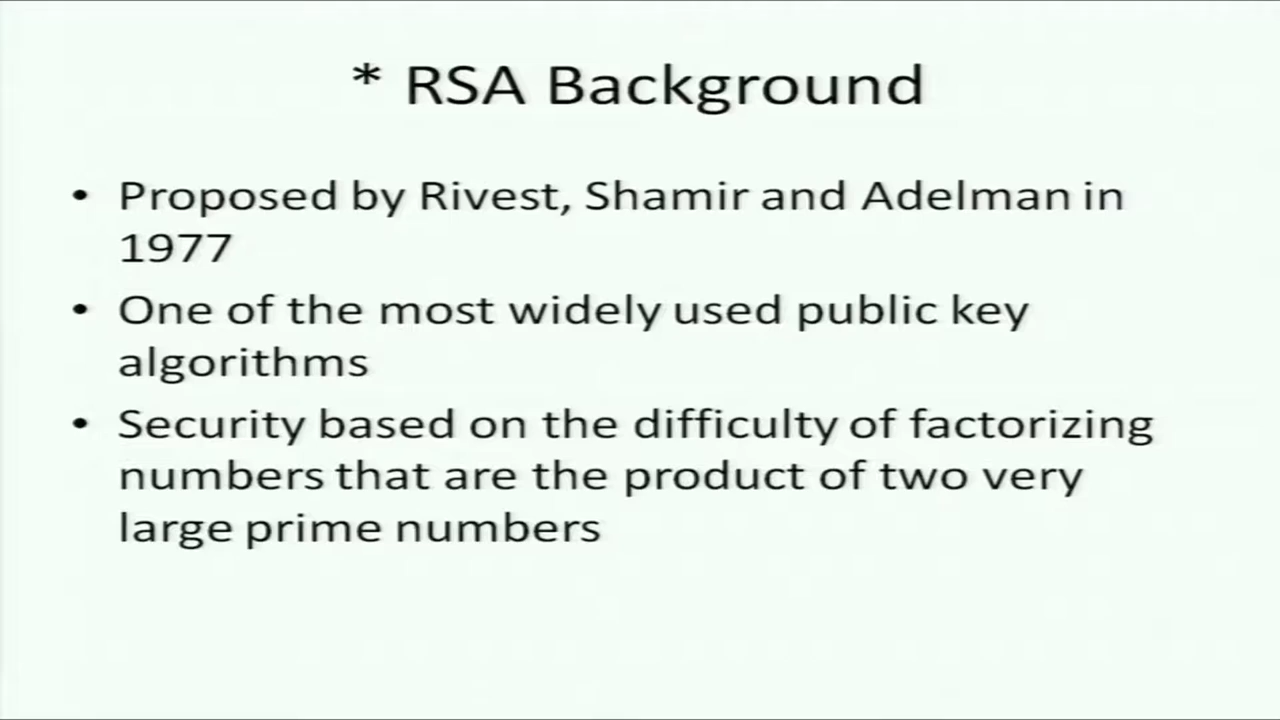 * RSA Background
• Proposed by Rivest, Shamir and Adelman in
1977
• One of the most widely used public key
algorithms
• Security based on the difficulty of factorizing
numbers that are the product of two very
large prime numbers